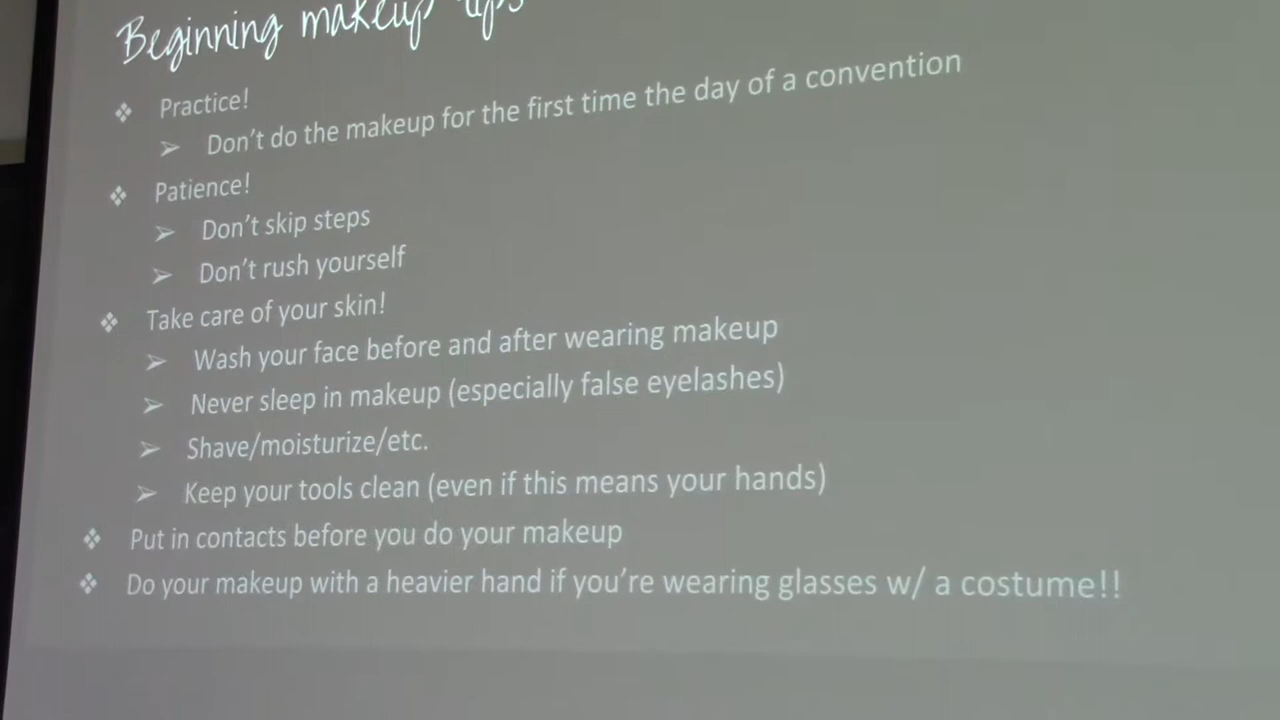 Beginning makeup tips
❖ Practice!
➢ Don't do the makeup for the first time the day of a convention
❖ Patience!
➢ Don't skip steps
➢ Don't rush yourself
❖ Take care of your skin!
➢ Wash your face before and after wearing makeup
➢ Never sleep in makeup (especially false eyelashes)
➢ Shave/moisturize/etc.
➢ Keep your tools clean (even if this means your hands)
❖ Put in contacts before you do your makeup
❖ Do your makeup with a heavier hand if you're wearing glasses w/ a costume!!